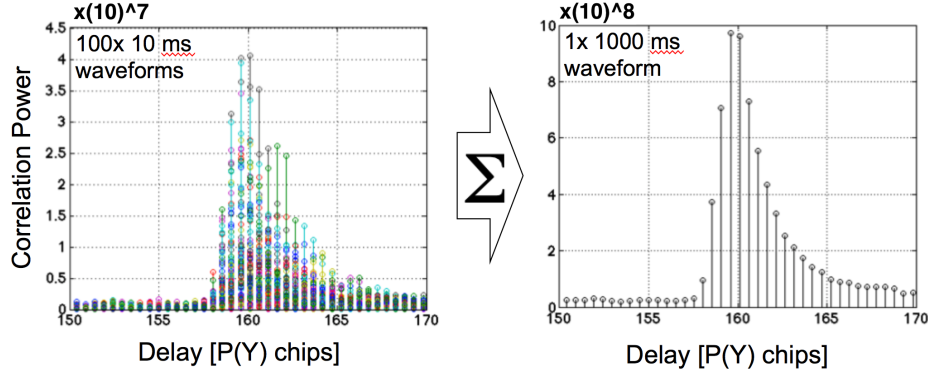 x(10)^7
4.5
4
3.5
3
2.5
2
1.5
1
0.5
0
100x 10 ms
waveforms
150
155
160
165
170
Correlation Power
Delay [P(Y) chips]
Σ
x(10)^8
10
8
6
4
2
0
1x 1000 ms
waveform
150
155
160
165
170
Delay [P(Y) chips]